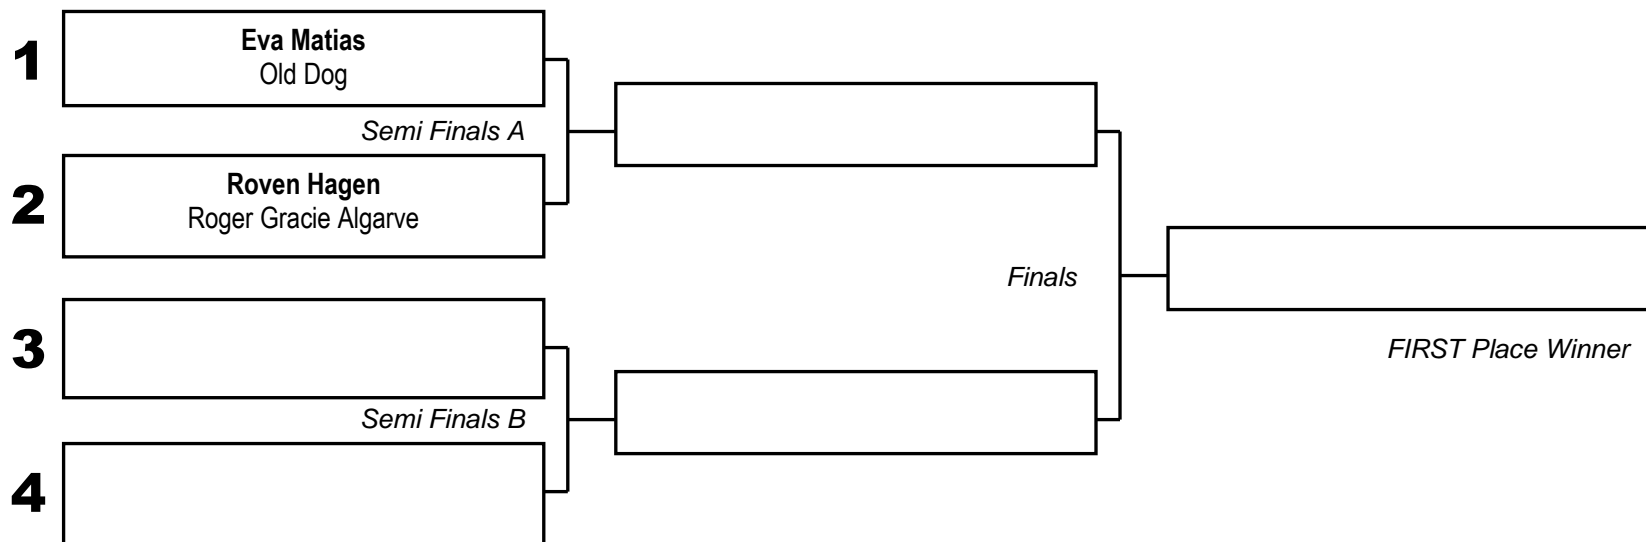 1
Eva Matias
Old Dog
Semi Finals A
2
Roven Hagen
Roger Gracie Algarve
3
Semi Finals B
4
Finals
FIRST Place Winner